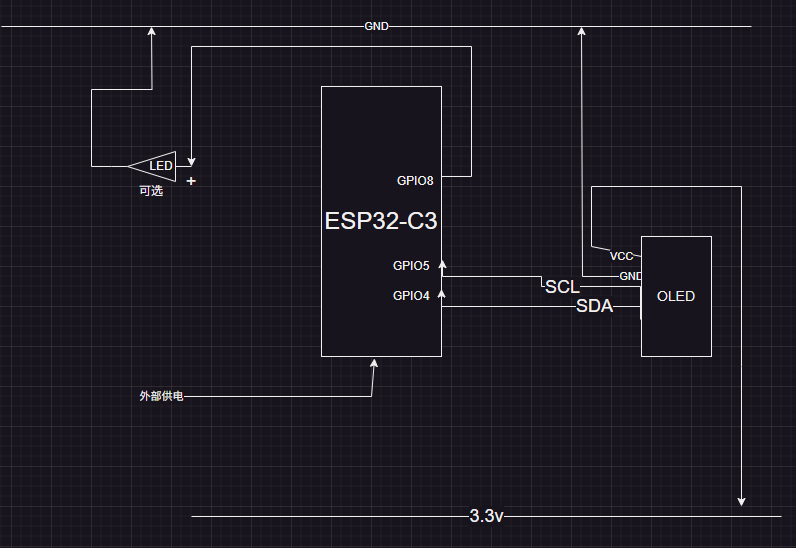 GND
LED
+
可选
GPIO8
ESP32-C3
VCC
GPIO5
GND
SCL
GPIO4
OLED
SDA
外部供电
3.3v